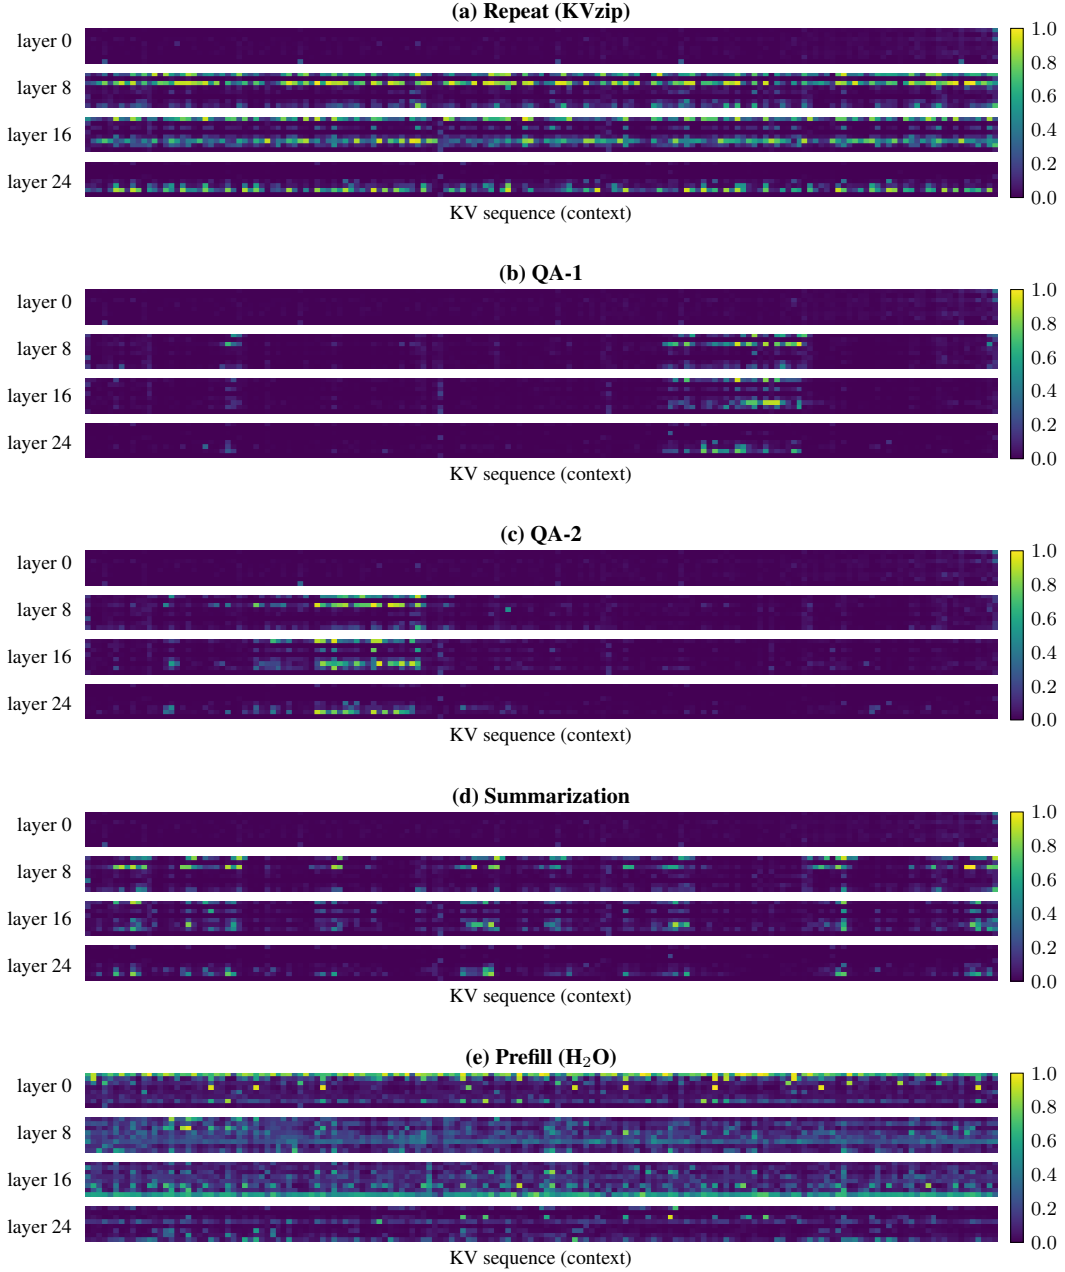 (a) Repeat (KVzip)
layer 0
layer 8
layer 16
layer 24
1.0
0.8
0.6
0.4
0.2
0.0
KV sequence (context)
(b) QA-1
layer 0
layer 8
layer 16
layer 24
1.0
0.8
0.6
0.4
0.2
0.0
KV sequence (context)
(c) QA-2
layer 0
layer 8
layer 16
layer 24
1.0
0.8
0.6
0.4
0.2
0.0
KV sequence (context)
(d) Summarization
layer 0
layer 8
layer 16
layer 24
1.0
0.8
0.6
0.4
0.2
0.0
KV sequence (context)
(e) Prefill (H₂O)
layer 0
layer 8
layer 16
layer 24
1.0
0.8
0.6
0.4
0.2
0.0
KV sequence (context)